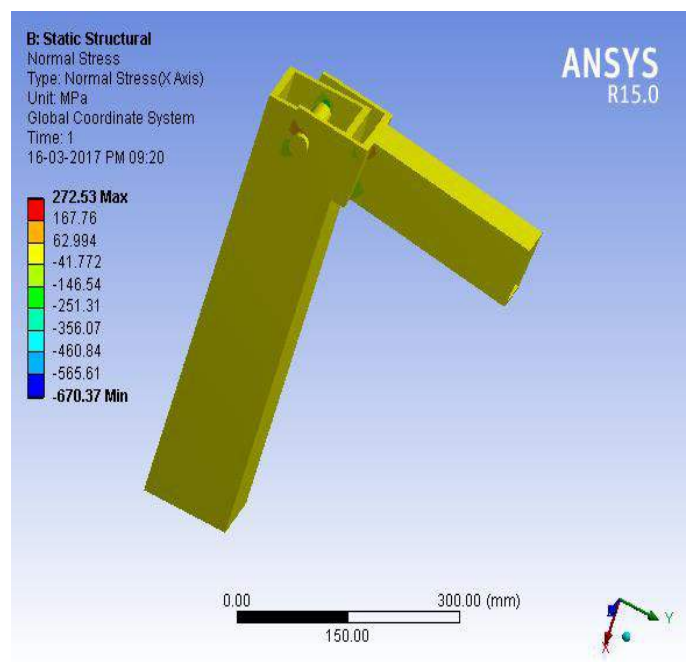 B: Static Structural
Normal Stress
Type: Normal Stress(X Axis)
Unit: MPa
Global Coordinate System
Time: 1
16-03-2017 PM 09:20
272.53 Max
167.76
62.994
-41.772
-146.54
-251.31
-356.07
-460.84
-565.61
-670.37 Min
ANSYS
R15.0
0.00 300.00 (mm)
150.00
Y
X